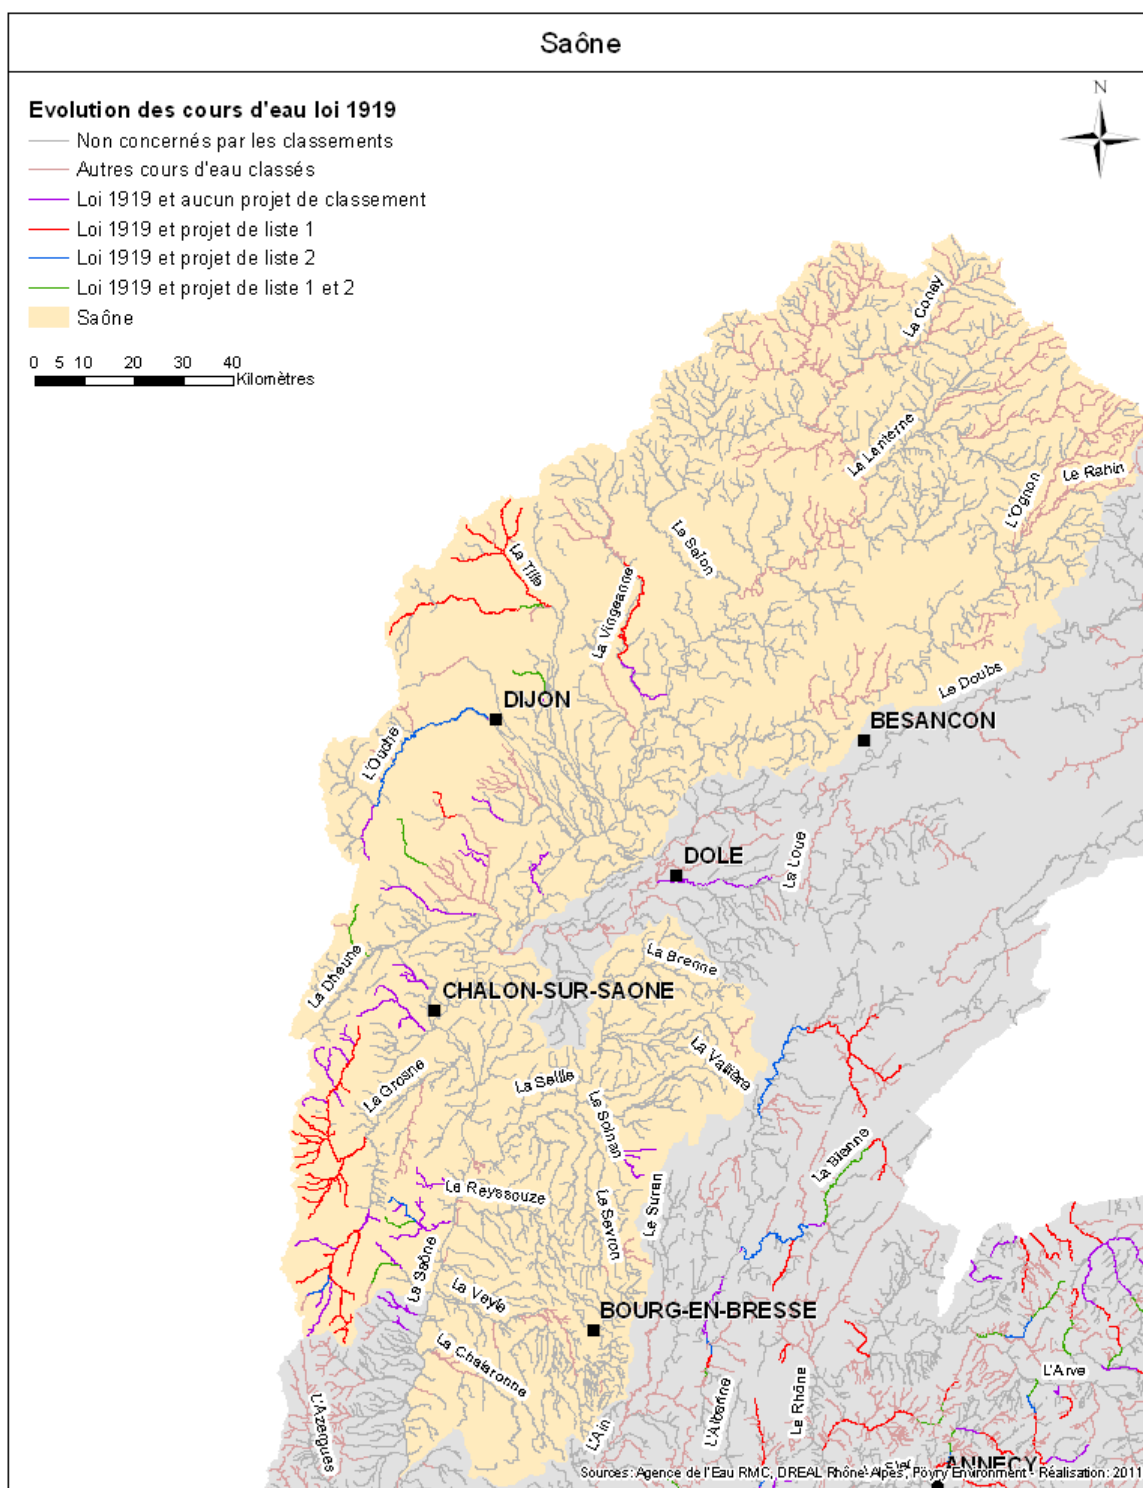 Saône
N
Evolution des cours d'eau loi 1919
Non concernés par les classements
Autres cours d'eau classés
Loi 1919 et aucun projet de classement
Loi 1919 et projet de liste 1
Loi 1919 et projet de liste 2
Loi 1919 et projet de liste 1 et 2
Saône
0 5 10 20 30 40
Kilomètres
La Coney
La Lanterne
Le Rahin
L'Ognon
Le Salon
La Tille
La Vingeanne
Le Doubs
DIJON
BESANCON
L'Ouche
DOLE
La Loue
La Brenne
La Dheune
CHALON-SUR-SAONE
La Vallière
La Grosne
La Seille
Le Solnan
La Bienne
La Reyssouze
Le Suran
Le Sevron
La Saône
La Veyle
BOURG-EN-BRESSE
La Chalaronne
L'Arve
L'Azergues
L'Ain
L'Albarine
Le Rhône
ANNECY
Sources: Agence de l'Eau RMC, DREAL Rhône-Alpes, Pöyry Environment - Réalisation: 2011